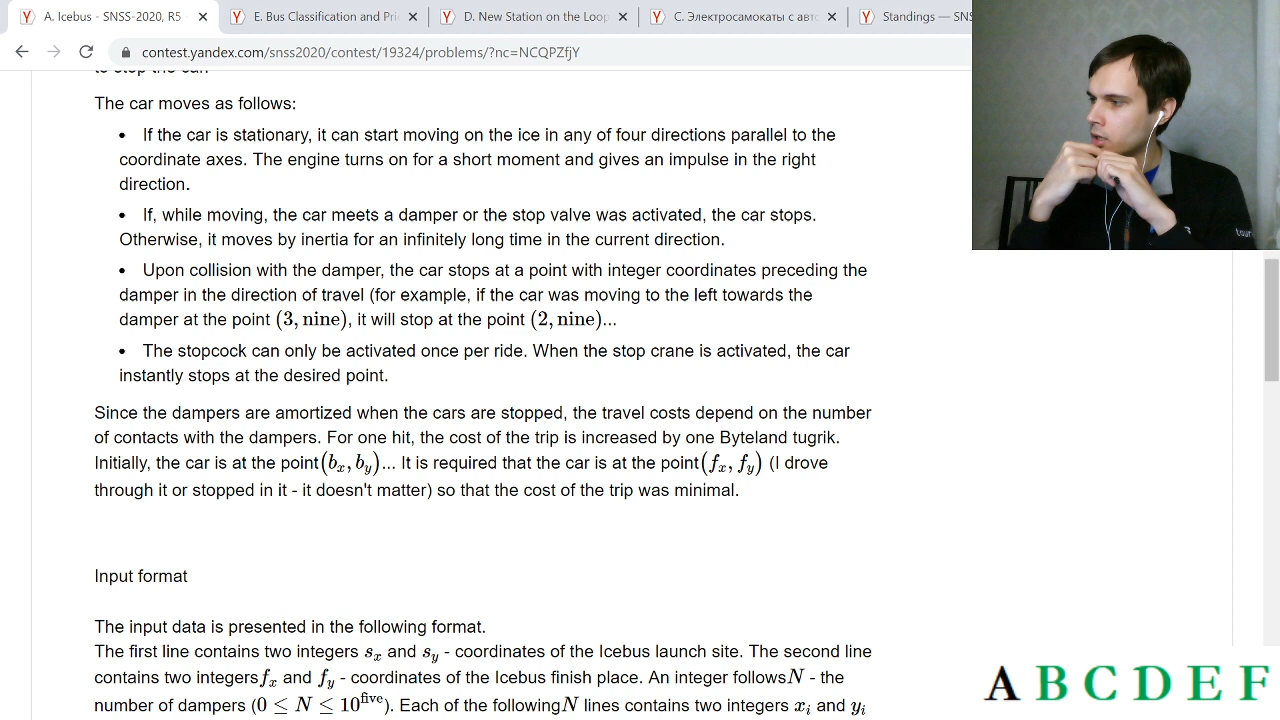 A. Icebus - SNSS-2020, R5 -
E. Das Classification and Pri
D. New Station on the Loop
С. Электросамокаты с авто
Standings — SNS
contest.yandex.com/snss2020/contest/19324/problems/?nc=NCQPZfjY
The car moves as follows:
• If the car is stationary, it can start moving on the ice in any of four directions parallel to the
coordinate axes. The engine turns on for a short moment and gives an impulse in the right
direction.
• If, while moving, the car meets a damper or the stop valve was activated, the car stops.
Otherwise, it moves by inertia for an infinitely long time in the current direction.
• Upon collision with the damper, the car stops at a point with integer coordinates preceding the
damper in the direction of travel (for example, if the car was moving to the left towards the
damper at the point (3, nine), it will stop at the point (2, nine)...
• The stopcock can only be activated once per ride. When the stop crane is activated, the car
instantly stops at the desired point.
Since the dampers are amortized when the cars are stopped, the travel costs depend on the number
of contacts with the dampers. For one hit, the cost of the trip is increased by one Byteland tugrik.
Initially, the car is at the point(bx, by)... It is required that the car is at the point(fx, fy) (I drove
through it or stopped in it - it doesn't matter) so that the cost of the trip was minimal.
Input format
The input data is presented in the following format.
The first line contains two integers sx and sy - coordinates of the Icebus launch site. The second line
contains two integersfx and fy - coordinates of the Icebus finish place. An integer followsN - the
number of dampers (0 ≤ N ≤ 10^five). Each of the followingN lines contains two integers xi and yi
A B C D E F